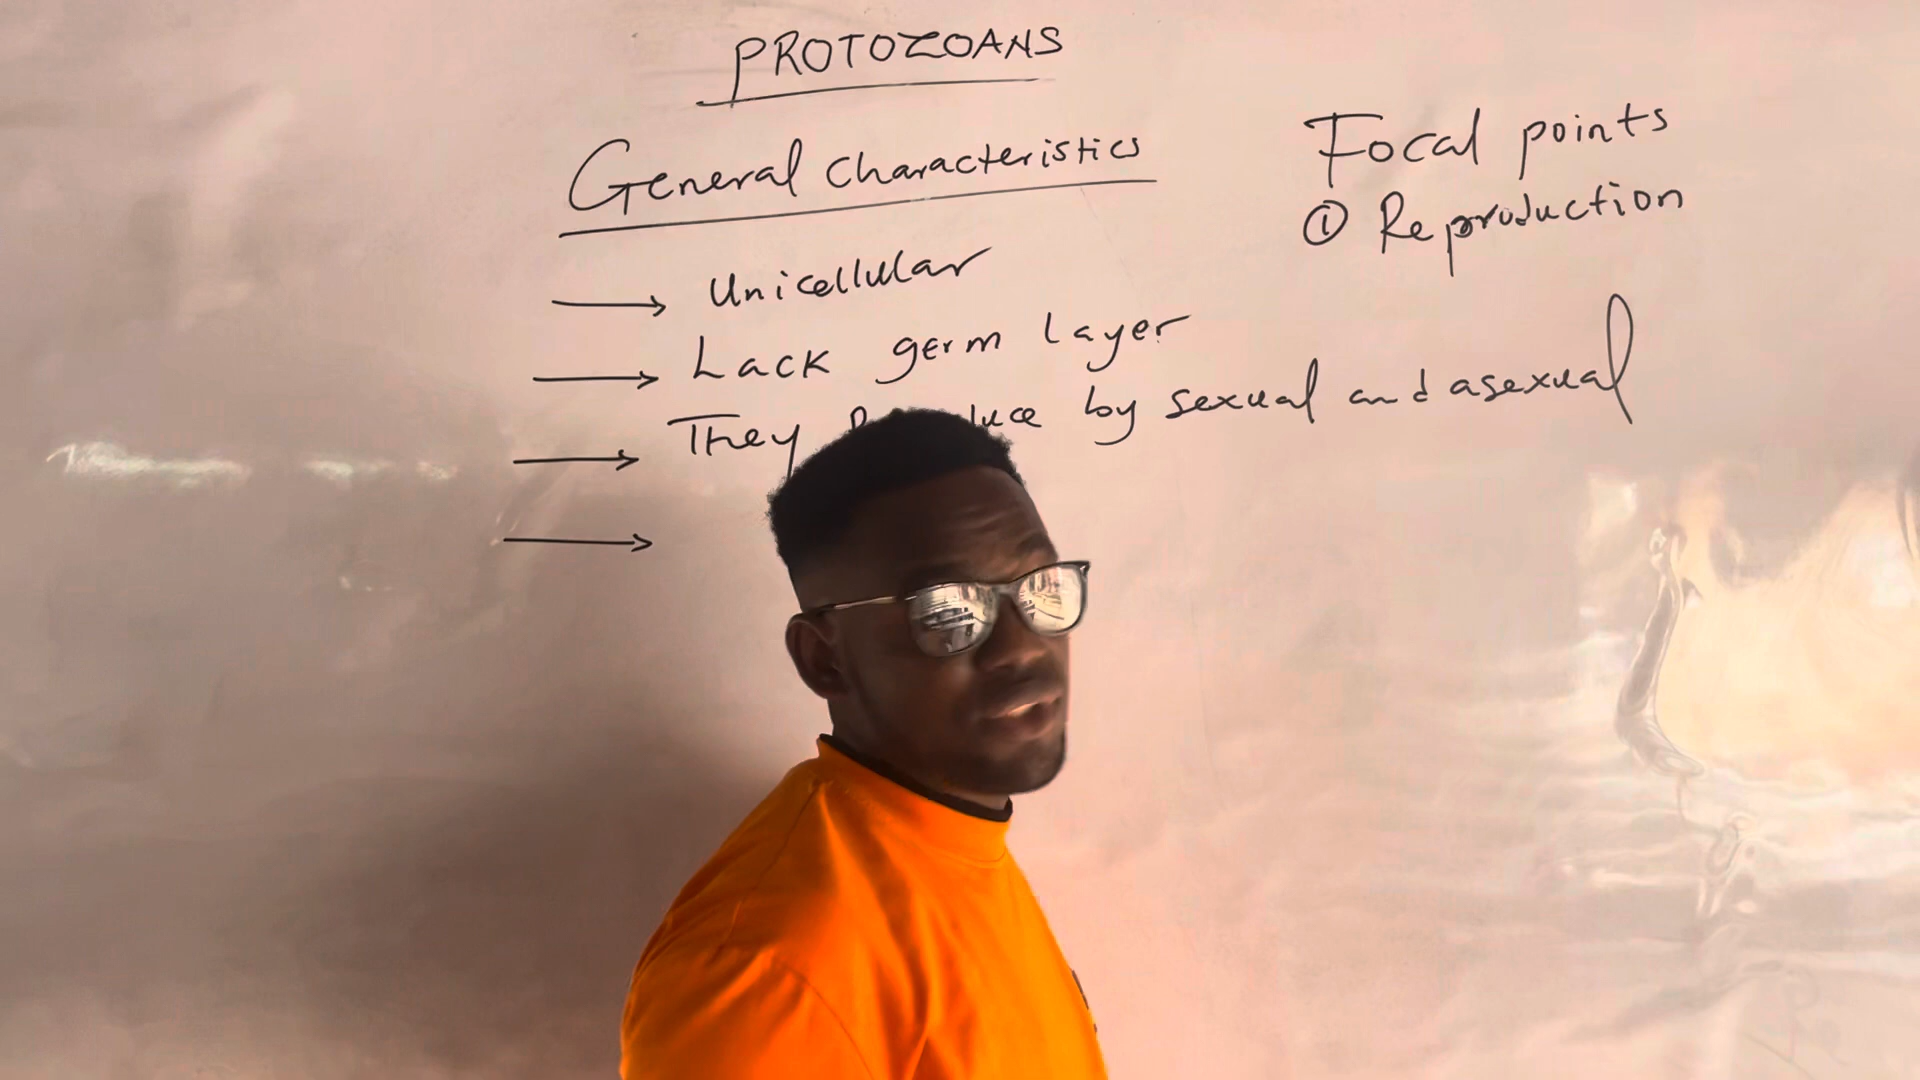 PROTOZOANS
General characteristics
→ Unicellular
→ Lack germ layer
→ They by sexual and asexual
→
Focal points
① Reproduction